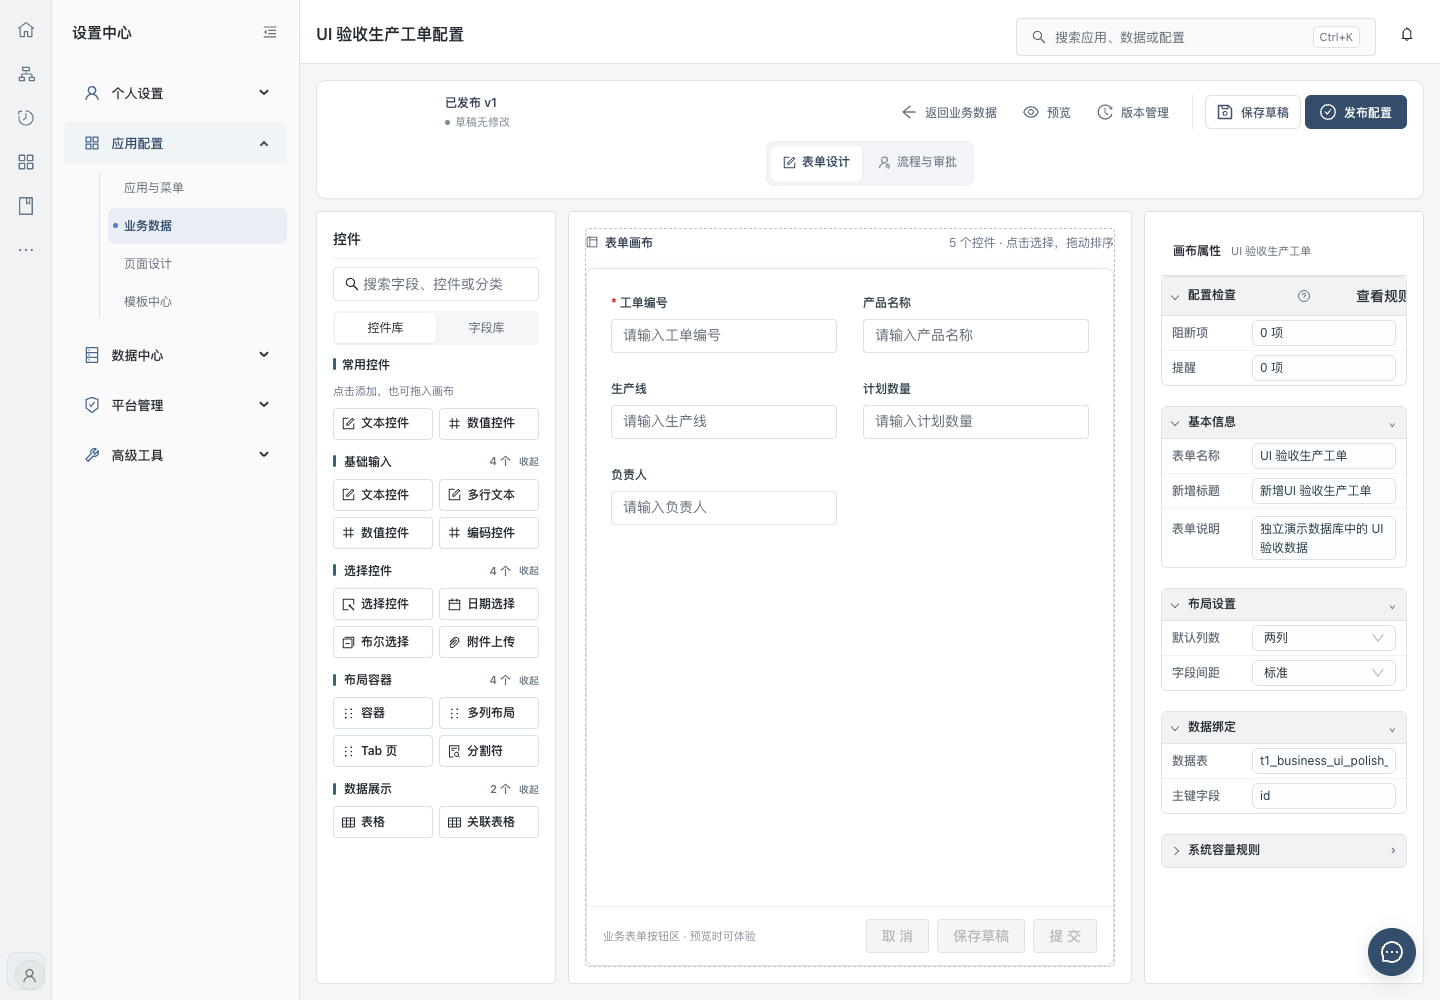 设置中心
个人设置
应用配置
应用与菜单
业务数据
页面设计
模板中心
数据中心
平台管理
高级工具
UI 验收生产工单配置
搜索应用、数据或配置 Ctrl+K
已发布 v1
草稿无修改
返回业务数据 预览 版本管理 保存草稿 发布配置
表单设计 流程与审批
控件
搜索字段、控件或分类
控件库 字段库
常用控件
点击添加，也可拖入画布
文本控件 数值控件
基础输入 4 个 收起
文本控件 多行文本
数值控件 编码控件
选择控件 4 个 收起
选择控件 日期选择
布尔选择 附件上传
布局容器 4 个 收起
容器 多列布局
Tab 页 分割符
数据展示 2 个 收起
表格 关联表格
表单画布 5 个控件 · 点击选择，拖动排序
* 工单编号 产品名称
请输入工单编号 请输入产品名称
生产线 计划数量
请输入生产线 请输入计划数量
负责人
请输入负责人
业务表单按钮区 · 预览时可体验 取 消 保存草稿 提 交
画布属性 UI 验收生产工单
配置检查 查看规则
阻断项 0 项
提醒 0 项
基本信息
表单名称 UI 验收生产工单
新增标题 新增UI 验收生产工单
表单说明 独立演示数据库中的 UI
验收数据
布局设置
默认列数 两列
字段间距 标准
数据绑定
数据表 t1_business_ui_polish_
主键字段 id
系统容量规则